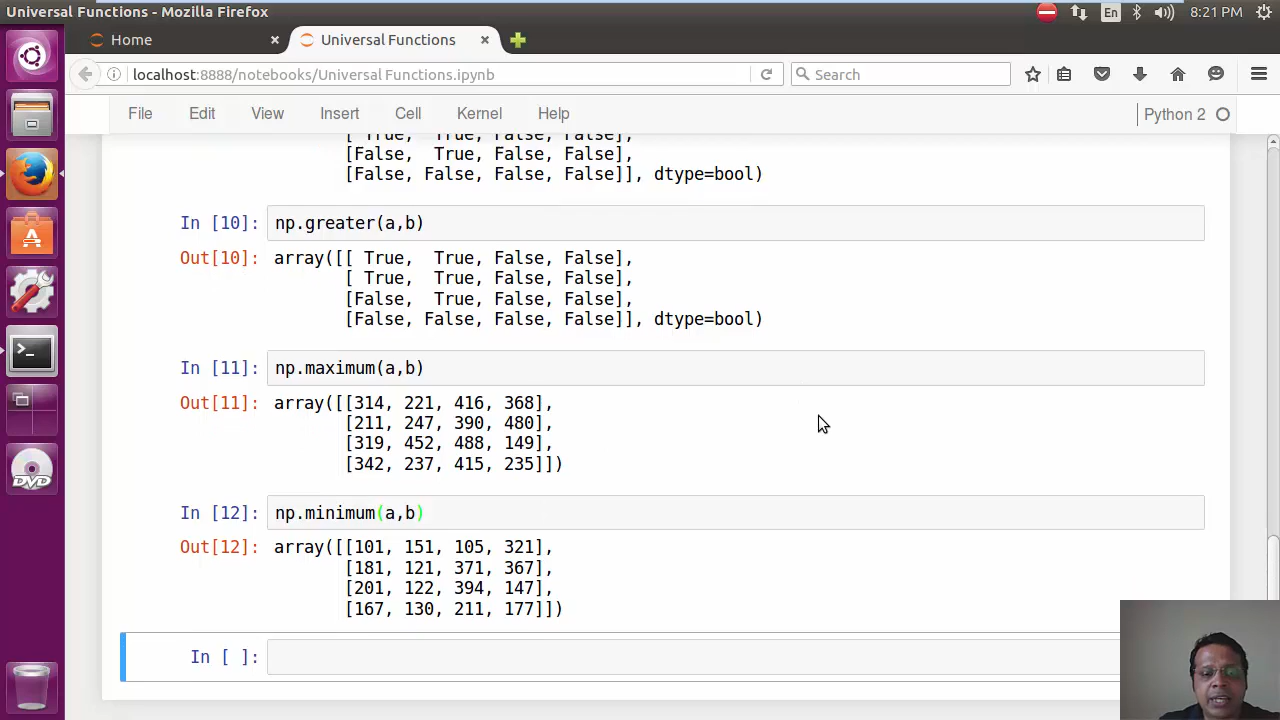 Universal Functions - Mozilla Firefox
En
8:21 PM
Home
Universal Functions
localhost:8888/notebooks/Universal Functions.ipynb
Search
File Edit View Insert Cell Kernel Help
Python 2
[ True, True, False, False],
[False, True, False, False],
[False, False, False, False]], dtype=bool)
In [10]: np.greater(a,b)
Out[10]: array([[ True, True, False, False],
[ True, True, False, False],
[False, True, False, False],
[False, False, False, False]], dtype=bool)
In [11]: np.maximum(a,b)
Out[11]: array([[314, 221, 416, 368],
[211, 247, 390, 480],
[319, 452, 488, 149],
[342, 237, 415, 235]])
In [12]: np.minimum(a,b)
Out[12]: array([[101, 151, 105, 321],
[181, 121, 371, 367],
[201, 122, 394, 147],
[167, 130, 211, 177]])
In [ ]:
DVD